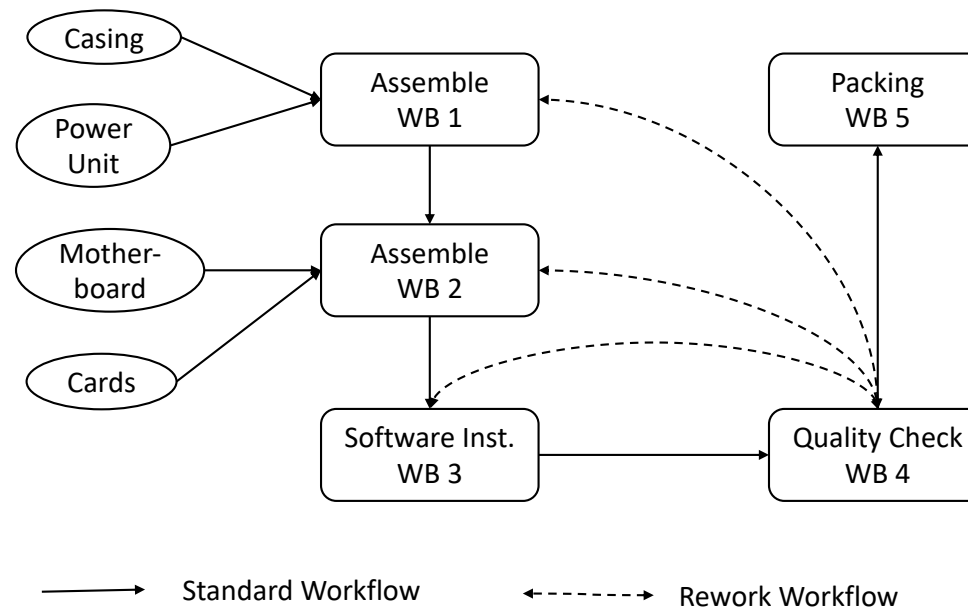 Casing
Power
Unit
Mother-
board
Cards
Assemble
WB 1
Assemble
WB 2
Software Inst.
WB 3
Packing
WB 5
Quality Check
WB 4
Standard Workflow
Rework Workflow